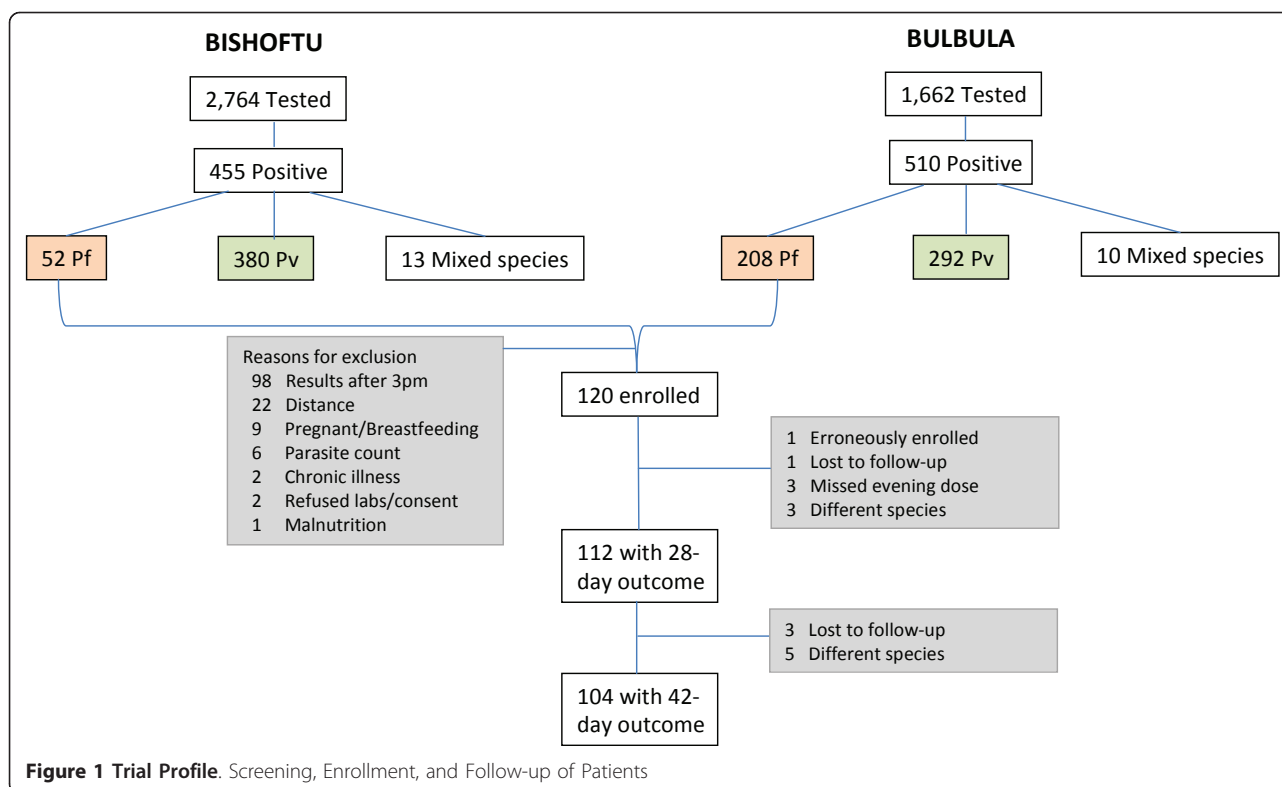 BISHOFTU
2,764 Tested
455 Positive
52 Pf
380 Pv
13 Mixed species
BULBULA
1,662 Tested
510 Positive
208 Pf
292 Pv
10 Mixed species
Reasons for exclusion
98 Results after 3pm
22 Distance
9 Pregnant/Breastfeeding
6 Parasite count
2 Chronic illness
2 Refused labs/consent
1 Malnutrition
120 enrolled
1 Erroneously enrolled
1 Lost to follow-up
3 Missed evening dose
3 Different species
112 with 28-
day outcome
3 Lost to follow-up
5 Different species
104 with 42-
day outcome
Figure 1 Trial Profile. Screening, Enrollment, and Follow-up of Patients